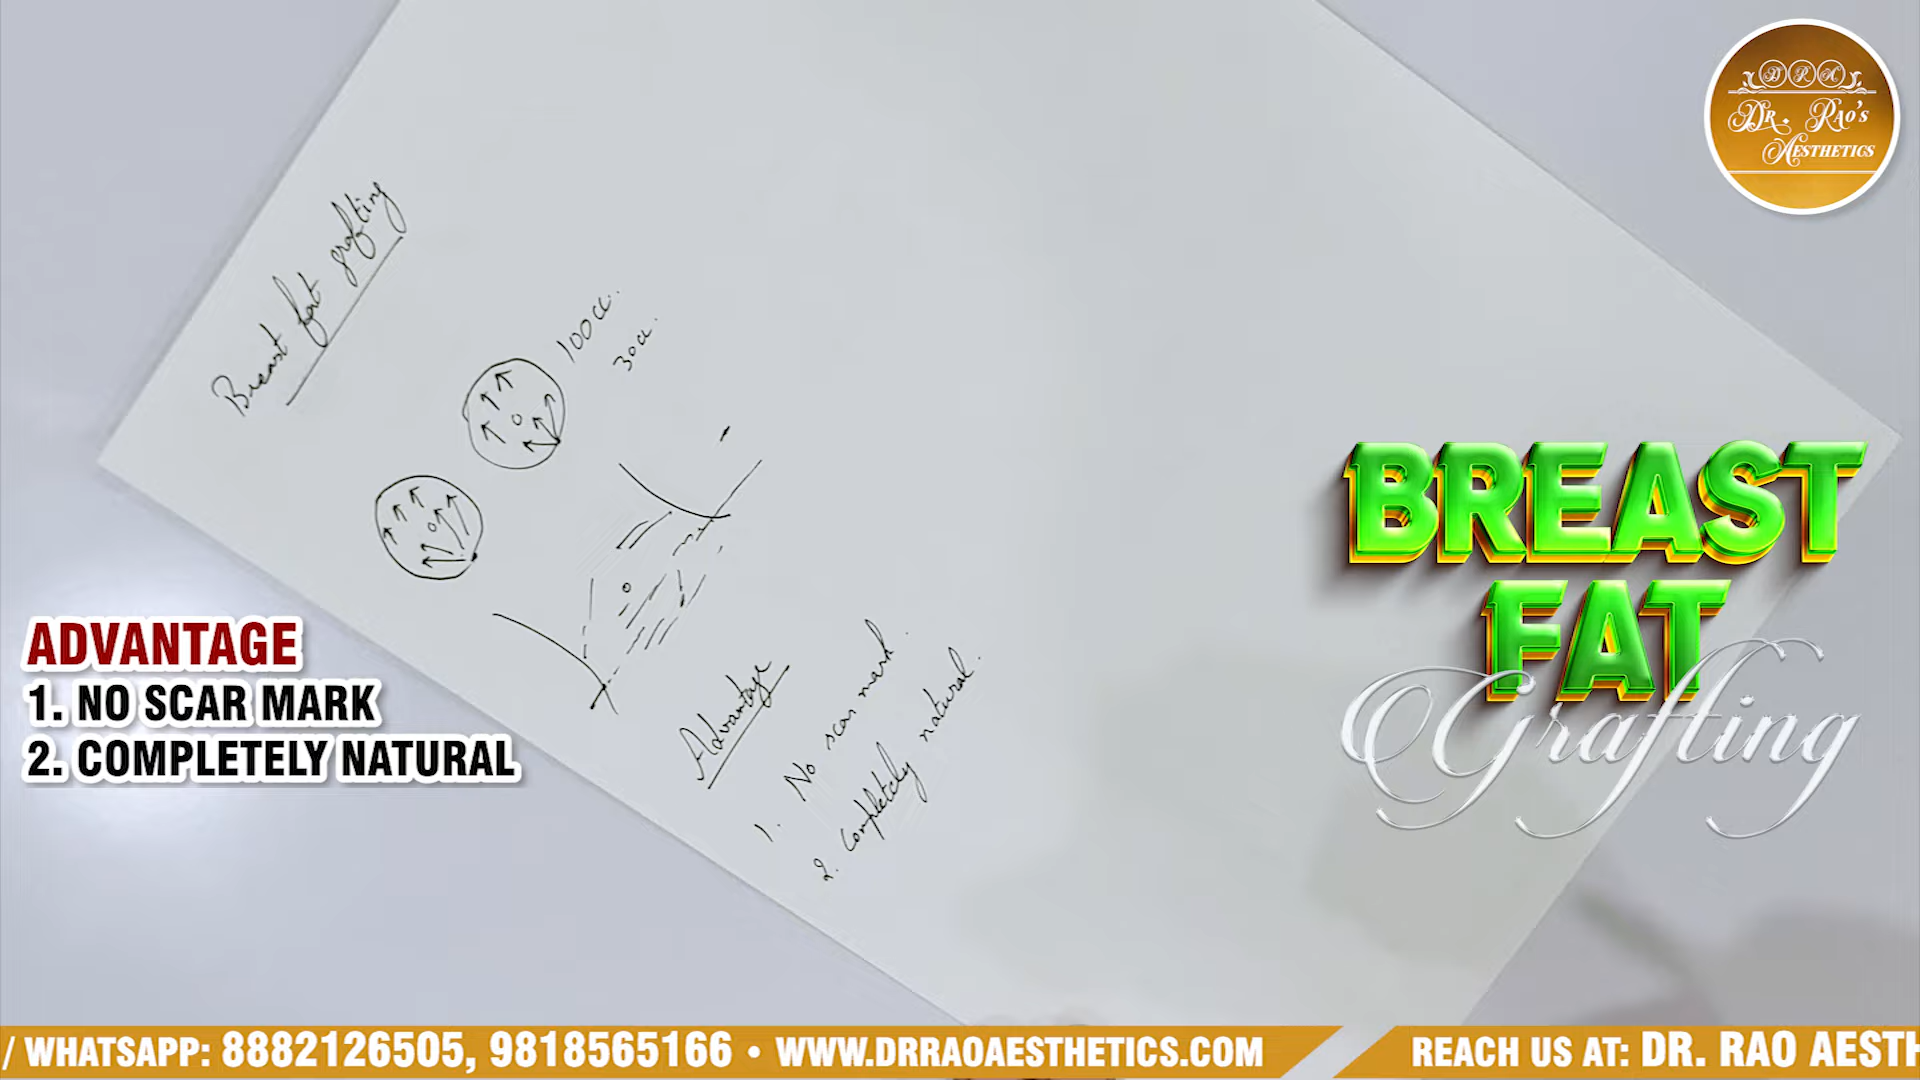 DRA
DR. RAO'S
AESTHETICS
Breast fat grafting
100cc.
30cc.
Advantage
1. No scar mark.
2. Completely natural.
BREAST
FAT
Grafting
ADVANTAGE
1. NO SCAR MARK
2. COMPLETELY NATURAL
/ WHATSAPP: 8882126505, 9818565166 • WWW.DRRAOAESTHETICS.COM
REACH US AT: DR. RAO AESTH